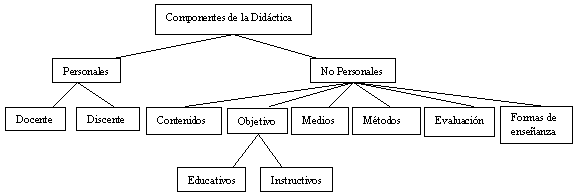 Componentes de la Didáctica
Personales
No Personales
Docente
Discente
Contenidos
Objetivo
Medios
Métodos
Evaluación
Formas de
enseñanza
Educativos
Instructivos